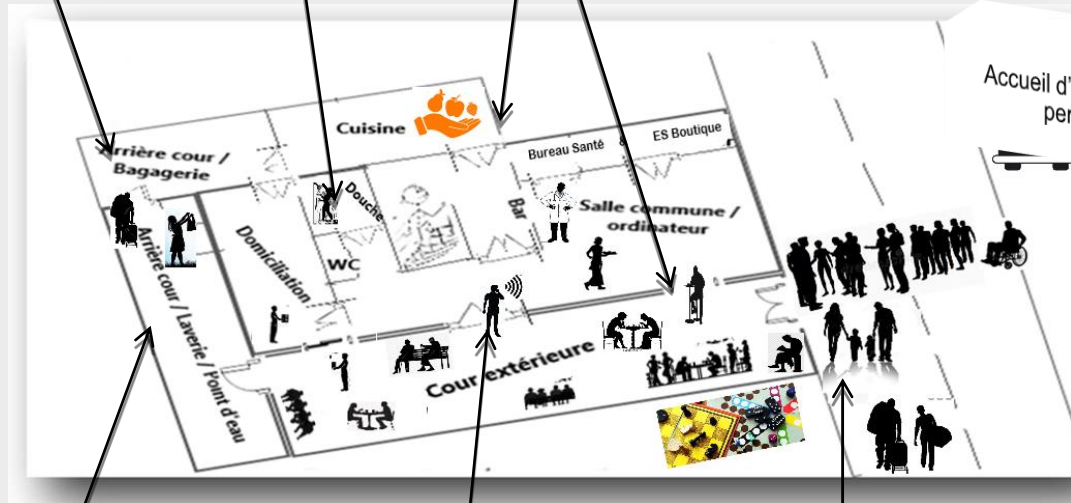 Accueil d'
per
Cuisine
ES Boutique
Bureau Santé
Arrière cour /
Bagagerie
Douche
Bar
Salle commune /
ordinateur
Domiciliation
WC
Arrière cour / Laverie / Point d'eau
Cour extérieure